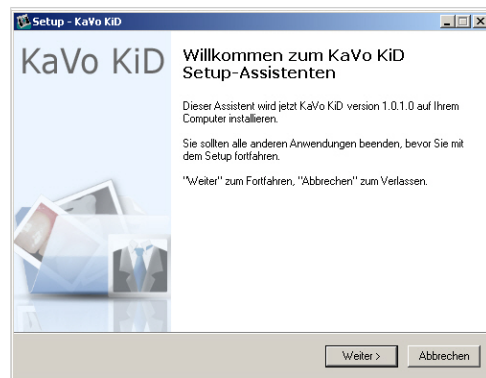 Setup - KaVo KiD
KaVo KiD
Willkommen zum KaVo KiD
Setup-Assistenten
Dieser Assistent wird jetzt KaVo KiD version 1.0.1.0 auf Ihrem
Computer installieren.
Sie sollten alle anderen Anwendungen beenden, bevor Sie mit
dem Setup fortfahren.
"Weiter" zum Fortfahren, "Abbrechen" zum Verlassen.
Weiter >
Abbrechen